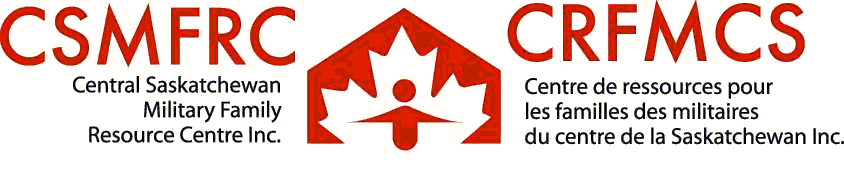 CSMFRC
Central Saskatchewan
Military Family
Resource Centre Inc.
CRFMCS
Centre de ressources pour
les familles des militaires
du centre de la Saskatchewan Inc.